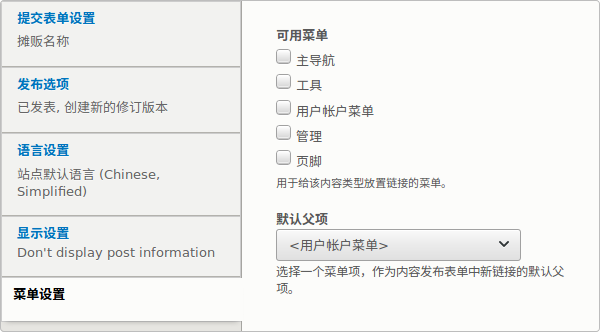 提交表单设置
摊贩名称
发布选项
已发表, 创建新的修订版本
语言设置
站点默认语言 (Chinese,
Simplified)
显示设置
Don't display post information
菜单设置
可用菜单
主导航
工具
用户帐户菜单
管理
页脚
用于给该内容类型放置链接的菜单。
默认父项
<用户帐户菜单>
选择一个菜单项，作为内容发布表单中新链接的默认父
项。